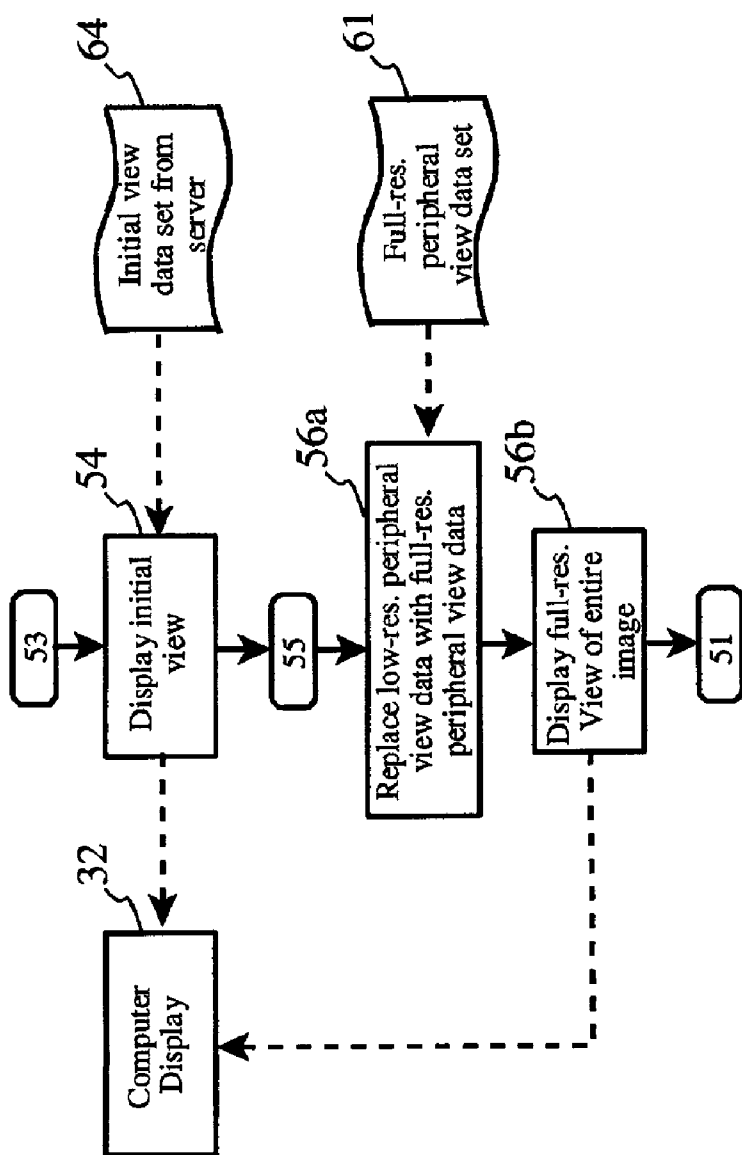 53
54
Display initial
view
64
Initial view
data set from
server
32
Computer
Display
55
56a
Replace low-res. peripheral
view data with full-res.
peripheral view data
61
Full-res.
peripheral
view data set
56b
Display full-res.
View of entire
image
51